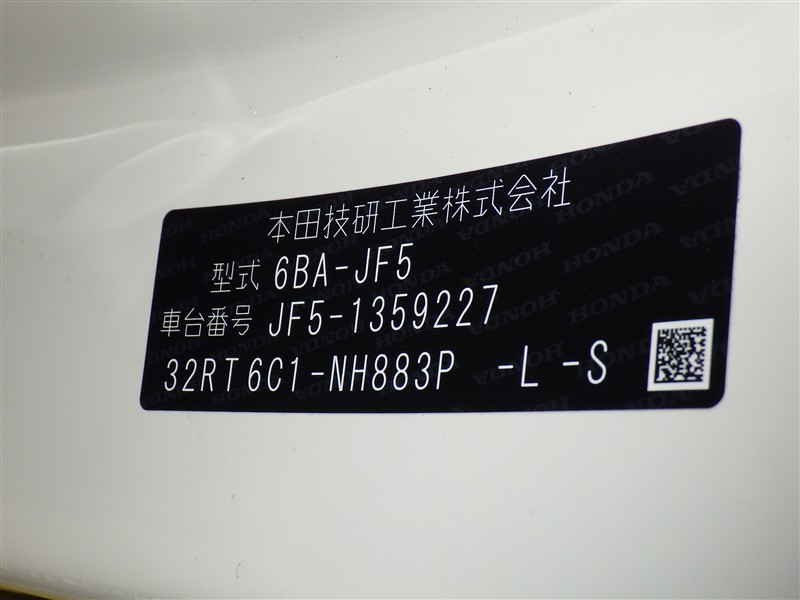 本田技研工業株式会社
型式 6BA-JF5
車台番号 JF5-1359227
32RT6C1-NH883P -L -S